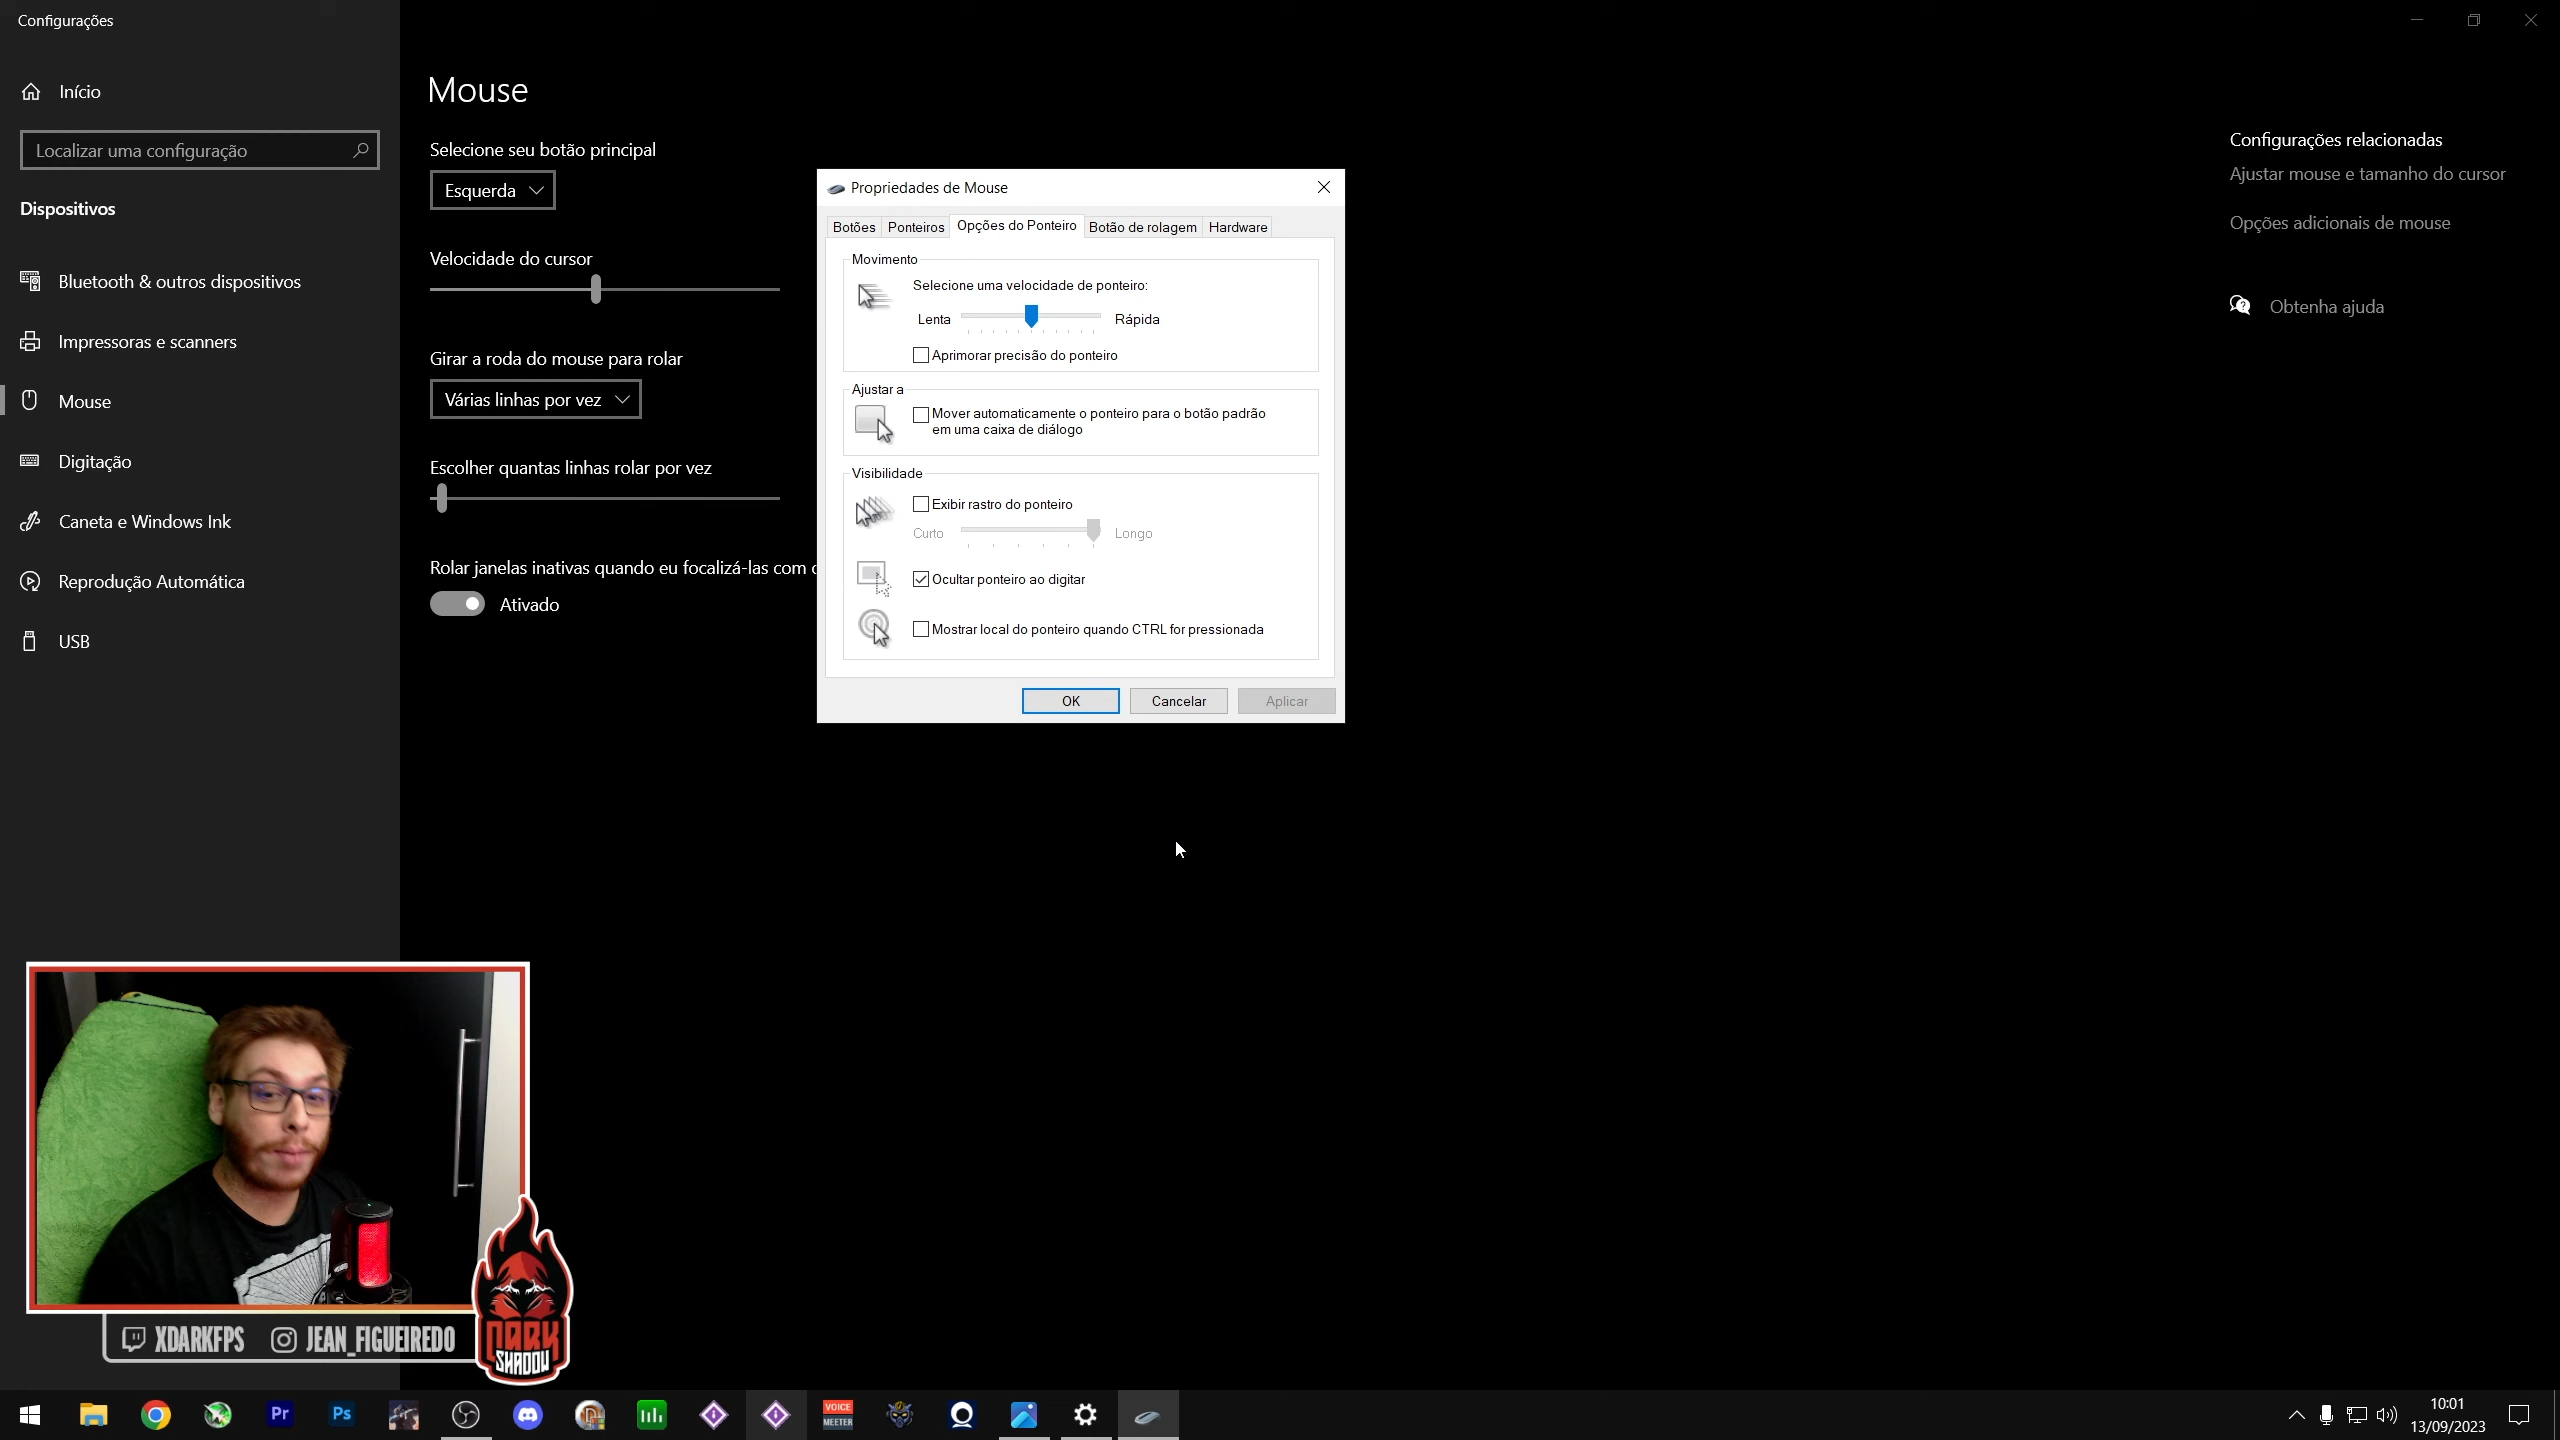 Configurações
Início
Localizar uma configuração
Dispositivos
Bluetooth & outros dispositivos
Impressoras e scanners
Mouse
Digitação
Caneta e Windows Ink
Reprodução Automática
USB
Mouse
Selecione seu botão principal
Esquerda
Velocidade do cursor
Girar a roda do mouse para rolar
Várias linhas por vez
Escolher quantas linhas rolar por vez
Rolar janelas inativas quando eu focalizá-las com
Ativado
Propriedades de Mouse
Botões Ponteiros Opções do Ponteiro Botão de rolagem Hardware
Movimento
Selecione uma velocidade de ponteiro:
Lenta Rápida
Aprimorar precisão do ponteiro
Ajustar a
Mover automaticamente o ponteiro para o botão padrão
em uma caixa de diálogo
Visibilidade
Exibir rastro do ponteiro
Curto Longo
Ocultar ponteiro ao digitar
Mostrar local do ponteiro quando CTRL for pressionada
OK Cancelar Aplicar
Configurações relacionadas
Ajustar mouse e tamanho do cursor
Opções adicionais de mouse
Obtenha ajuda
XDARKFPS JEAN_FIGUEIREDO
DARK
SHADOW
Pr
Ps
VOICE
MEETER
10:01
13/09/2023